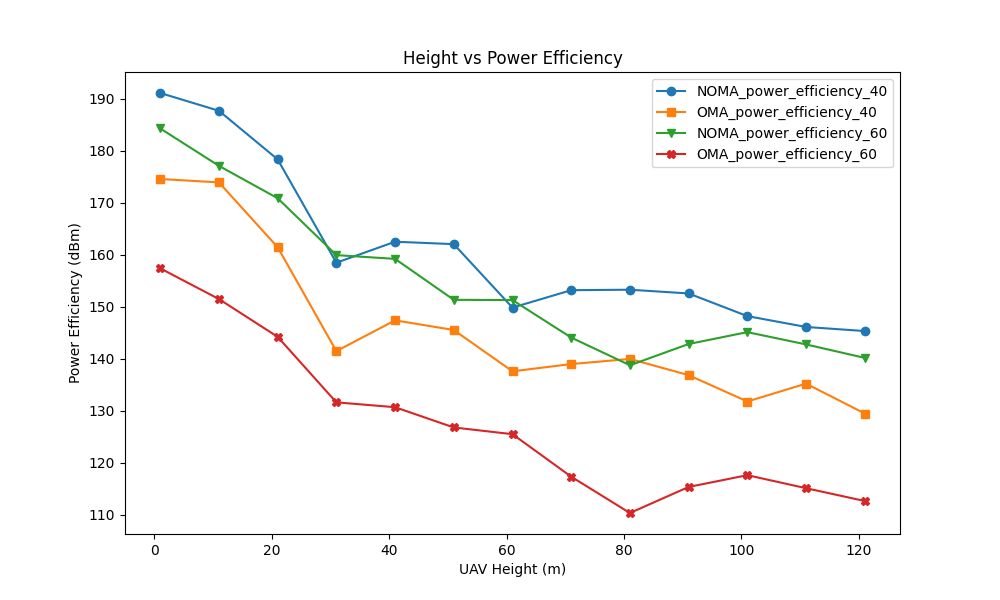 Height vs Power Efficiency
NOMA_power_efficiency_40
OMA_power_efficiency_40
NOMA_power_efficiency_60
OMA_power_efficiency_60
Power Efficiency (dBm)
190
180
170
160
150
140
130
120
110
0 20 40 60 80 100 120
UAV Height (m)